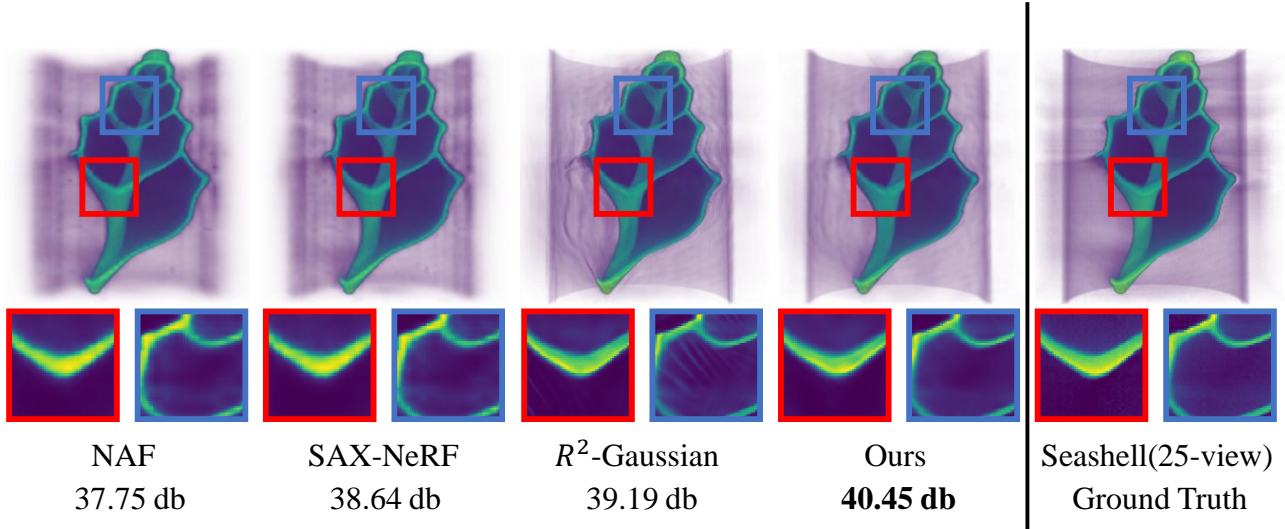 NAF
37.75 db
SAX-NeRF
38.64 db
R²-Gaussian
39.19 db
Ours
40.45 db
Seashell(25-view)
Ground Truth